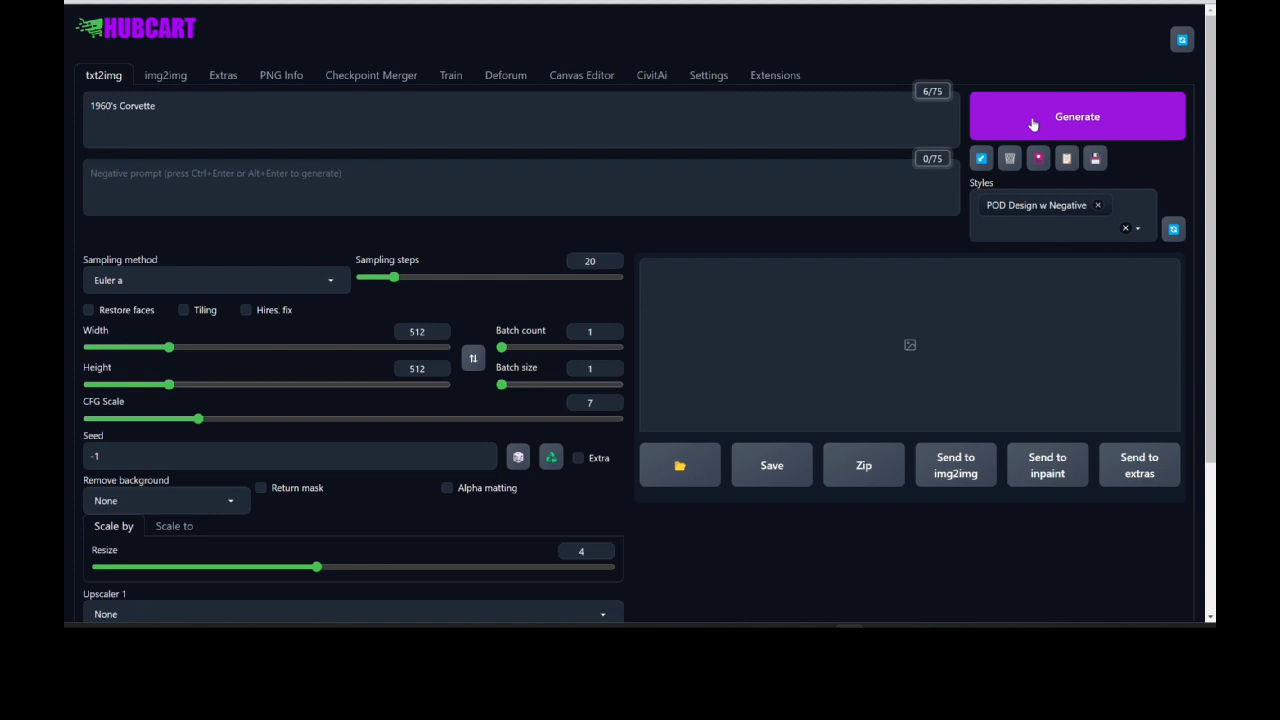 HUBCART
txt2img img2img Extras PNG Info Checkpoint Merger Train Deforum Canvas Editor CivitAi Settings Extensions
1960's Corvette
6/75
Generate
Negative prompt (press Ctrl+Enter or Alt+Enter to generate)
0/75
Styles
POD Design w Negative
Sampling method
Euler a
Sampling steps
20
Restore faces Tiling Hires. fix
Width
512
Batch count
1
Height
512
Batch size
1
CFG Scale
7
Seed
-1
Extra
Remove background
None
Return mask
Alpha matting
Scale by Scale to
Resize
4
Upscaler 1
None
Save
Zip
Send to
img2img
Send to
inpaint
Send to
extras